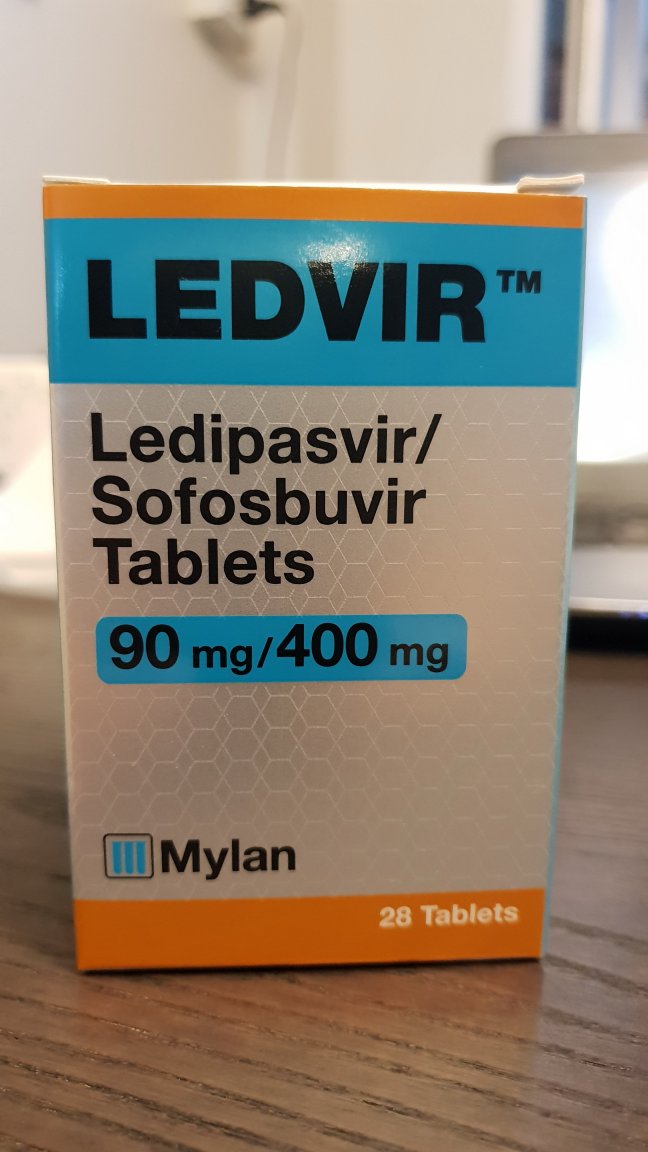 LEDVIR™
Ledipasvir/
Sofosbuvir
Tablets
90 mg/400 mg
Mylan
28 Tablets